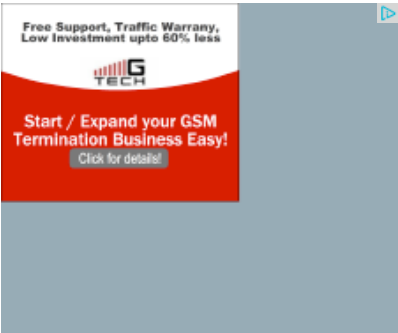 Free Support, Traffic Warrany,
Low Investment upto 60% less
G
TECH
Start / Expand your GSM
Termination Business Easy!
Click for details!